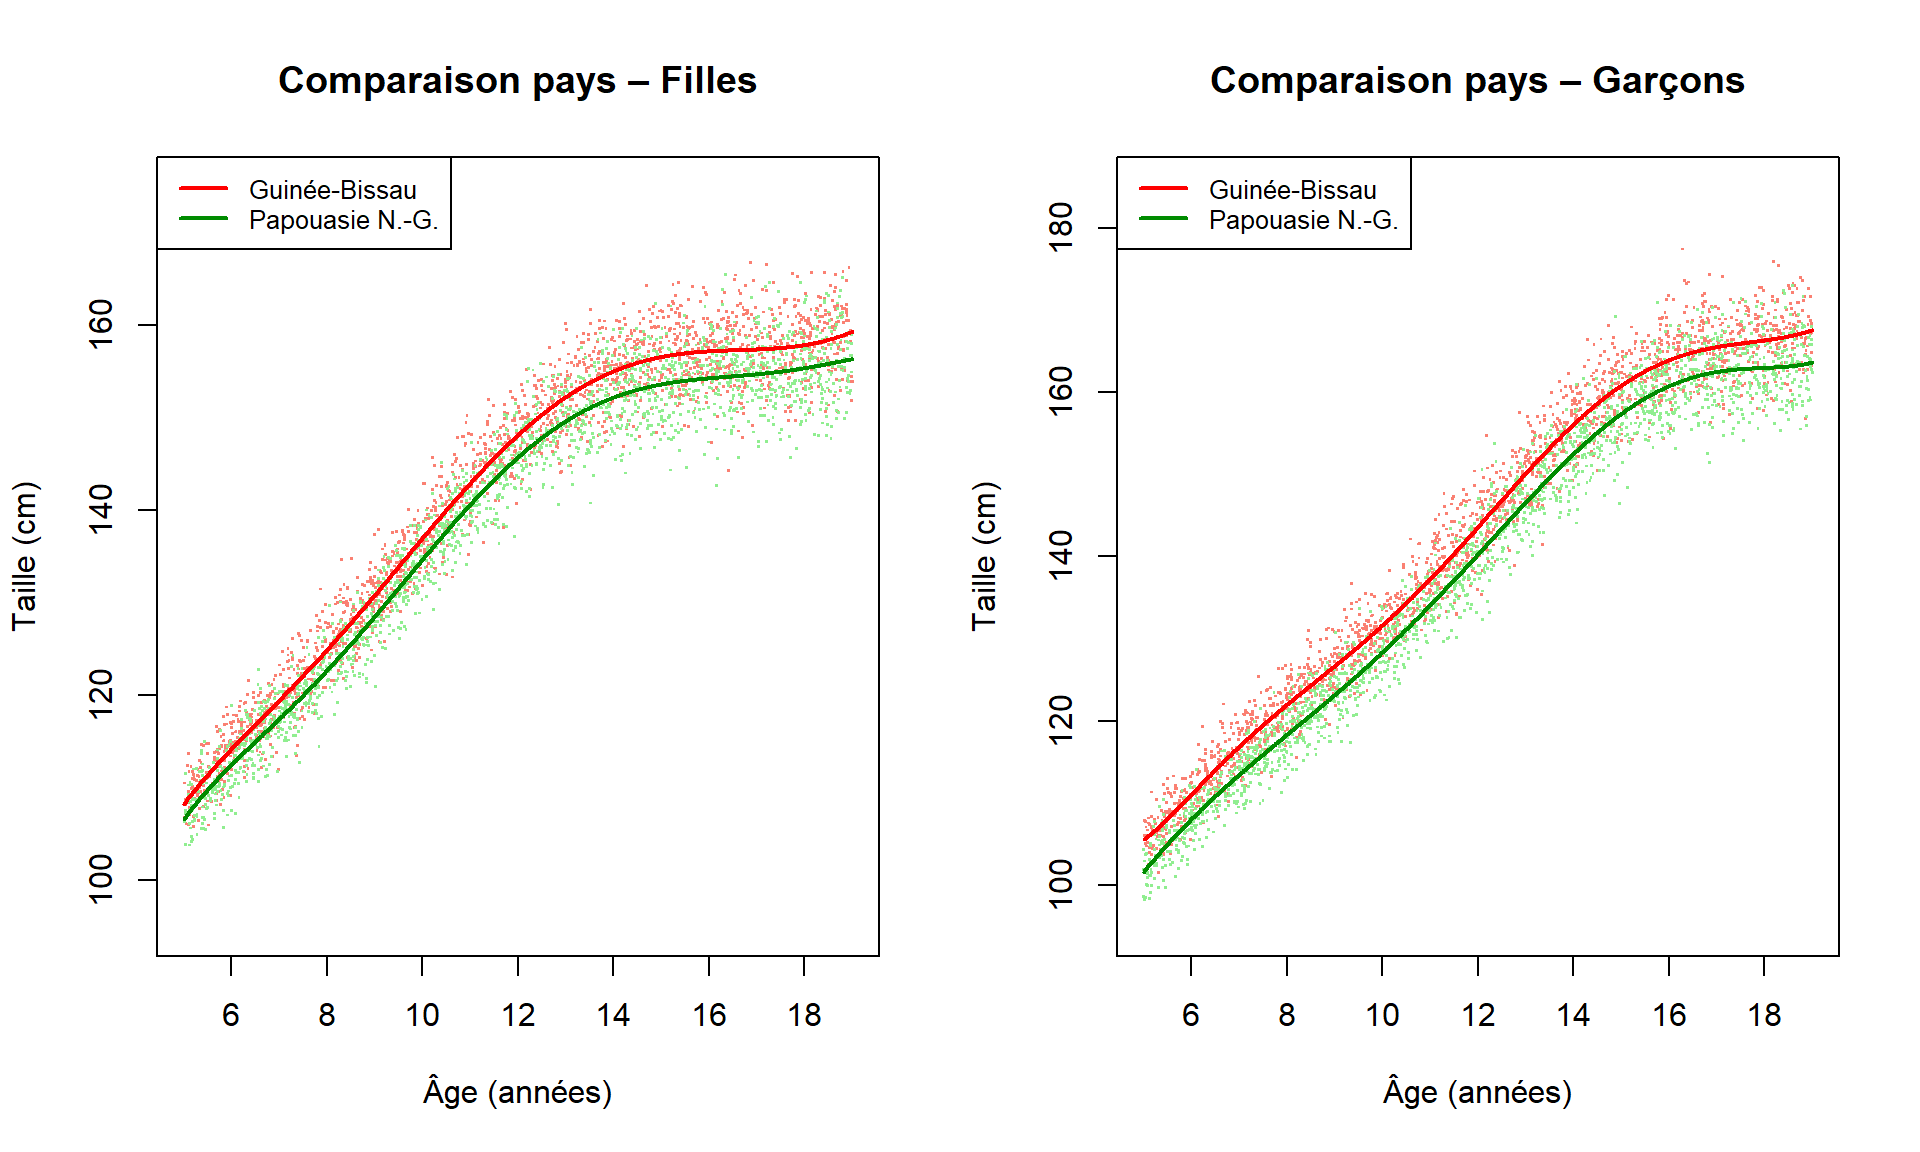 Comparaison pays – Filles
Guinée-Bissau
Papouasie N.-G.
Taille (cm)
160
140
120
100
6 8 10 12 14 16 18
Âge (années)
Comparaison pays – Garçons
Guinée-Bissau
Papouasie N.-G.
Taille (cm)
180
160
140
120
100
6 8 10 12 14 16 18
Âge (années)